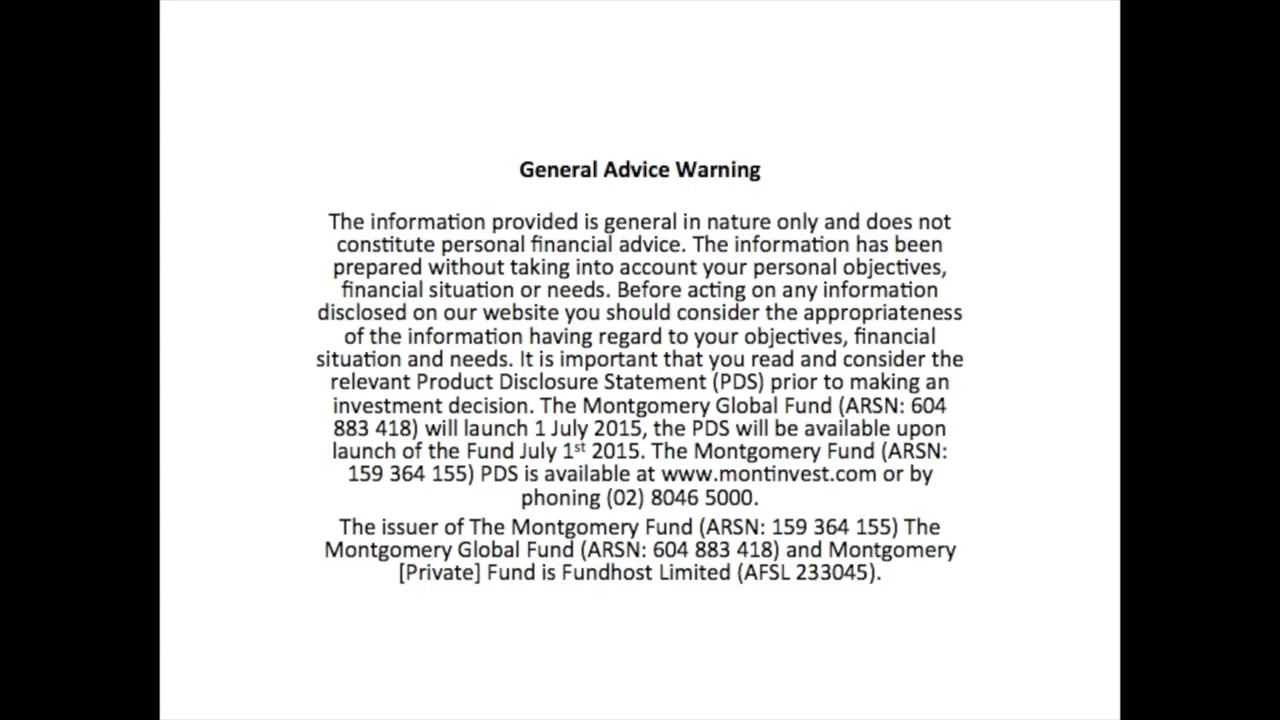 General Advice Warning
The information provided is general in nature only and does not
constitute personal financial advice. The information has been
prepared without taking into account your personal objectives,
financial situation or needs. Before acting on any information
disclosed on our website you should consider the appropriateness
of the information having regard to your objectives, financial
situation and needs. It is important that you read and consider the
relevant Product Disclosure Statement (PDS) prior to making an
investment decision. The Montgomery Global Fund (ARSN: 604
883 418) will launch 1 July 2015, the PDS will be available upon
launch of the Fund July 1st 2015. The Montgomery Fund (ARSN:
159 364 155) PDS is available at www.montinvest.com or by
phoning (02) 8046 5000.
The issuer of The Montgomery Fund (ARSN: 159 364 155) The
Montgomery Global Fund (ARSN: 604 883 418) and Montgomery
[Private] Fund is Fundhost Limited (AFSL 233045).